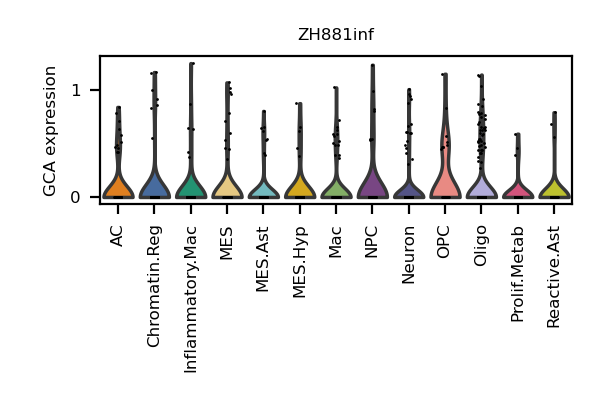 ZH881inf
GCA expression
1
0
AC
Chromatin.Reg
Inflammatory.Mac
MES
MES.Ast
MES.Hyp
Mac
NPC
Neuron
OPC
Oligo
Prolif.Metab
Reactive.Ast